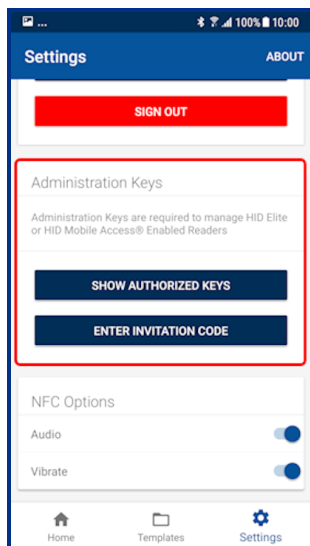 ... 100% 10:00
Settings ABOUT
SIGN OUT
Administration Keys
Administration Keys are required to manage HID Elite
or HID Mobile Access® Enabled Readers
SHOW AUTHORIZED KEYS
ENTER INVITATION CODE
NFC Options
Audio
Vibrate
Home Templates Settings